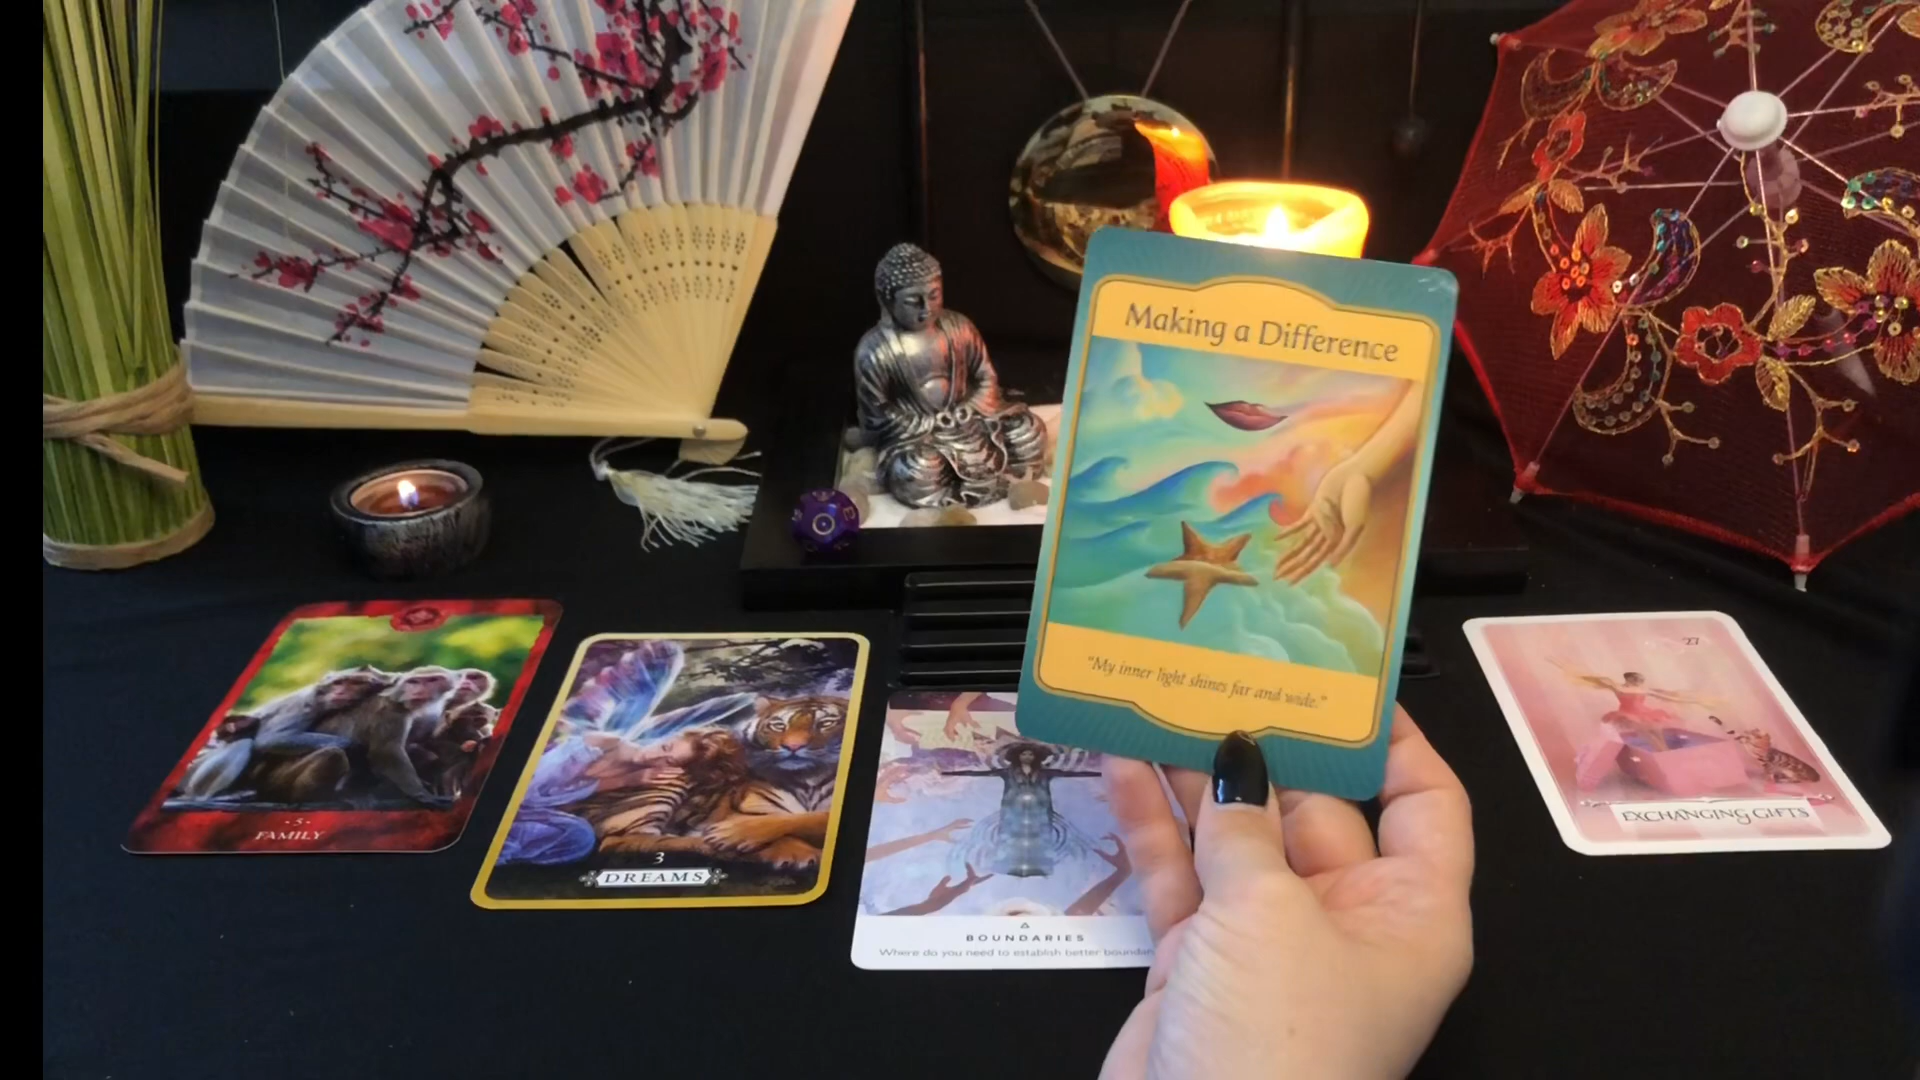 Making a Difference
"My inner light shines far and wide."
· 5 ·
FAMILY
3
DREAMS
BOUNDARIES
Where do you need to establish better
27
EXCHANGING GIFTS